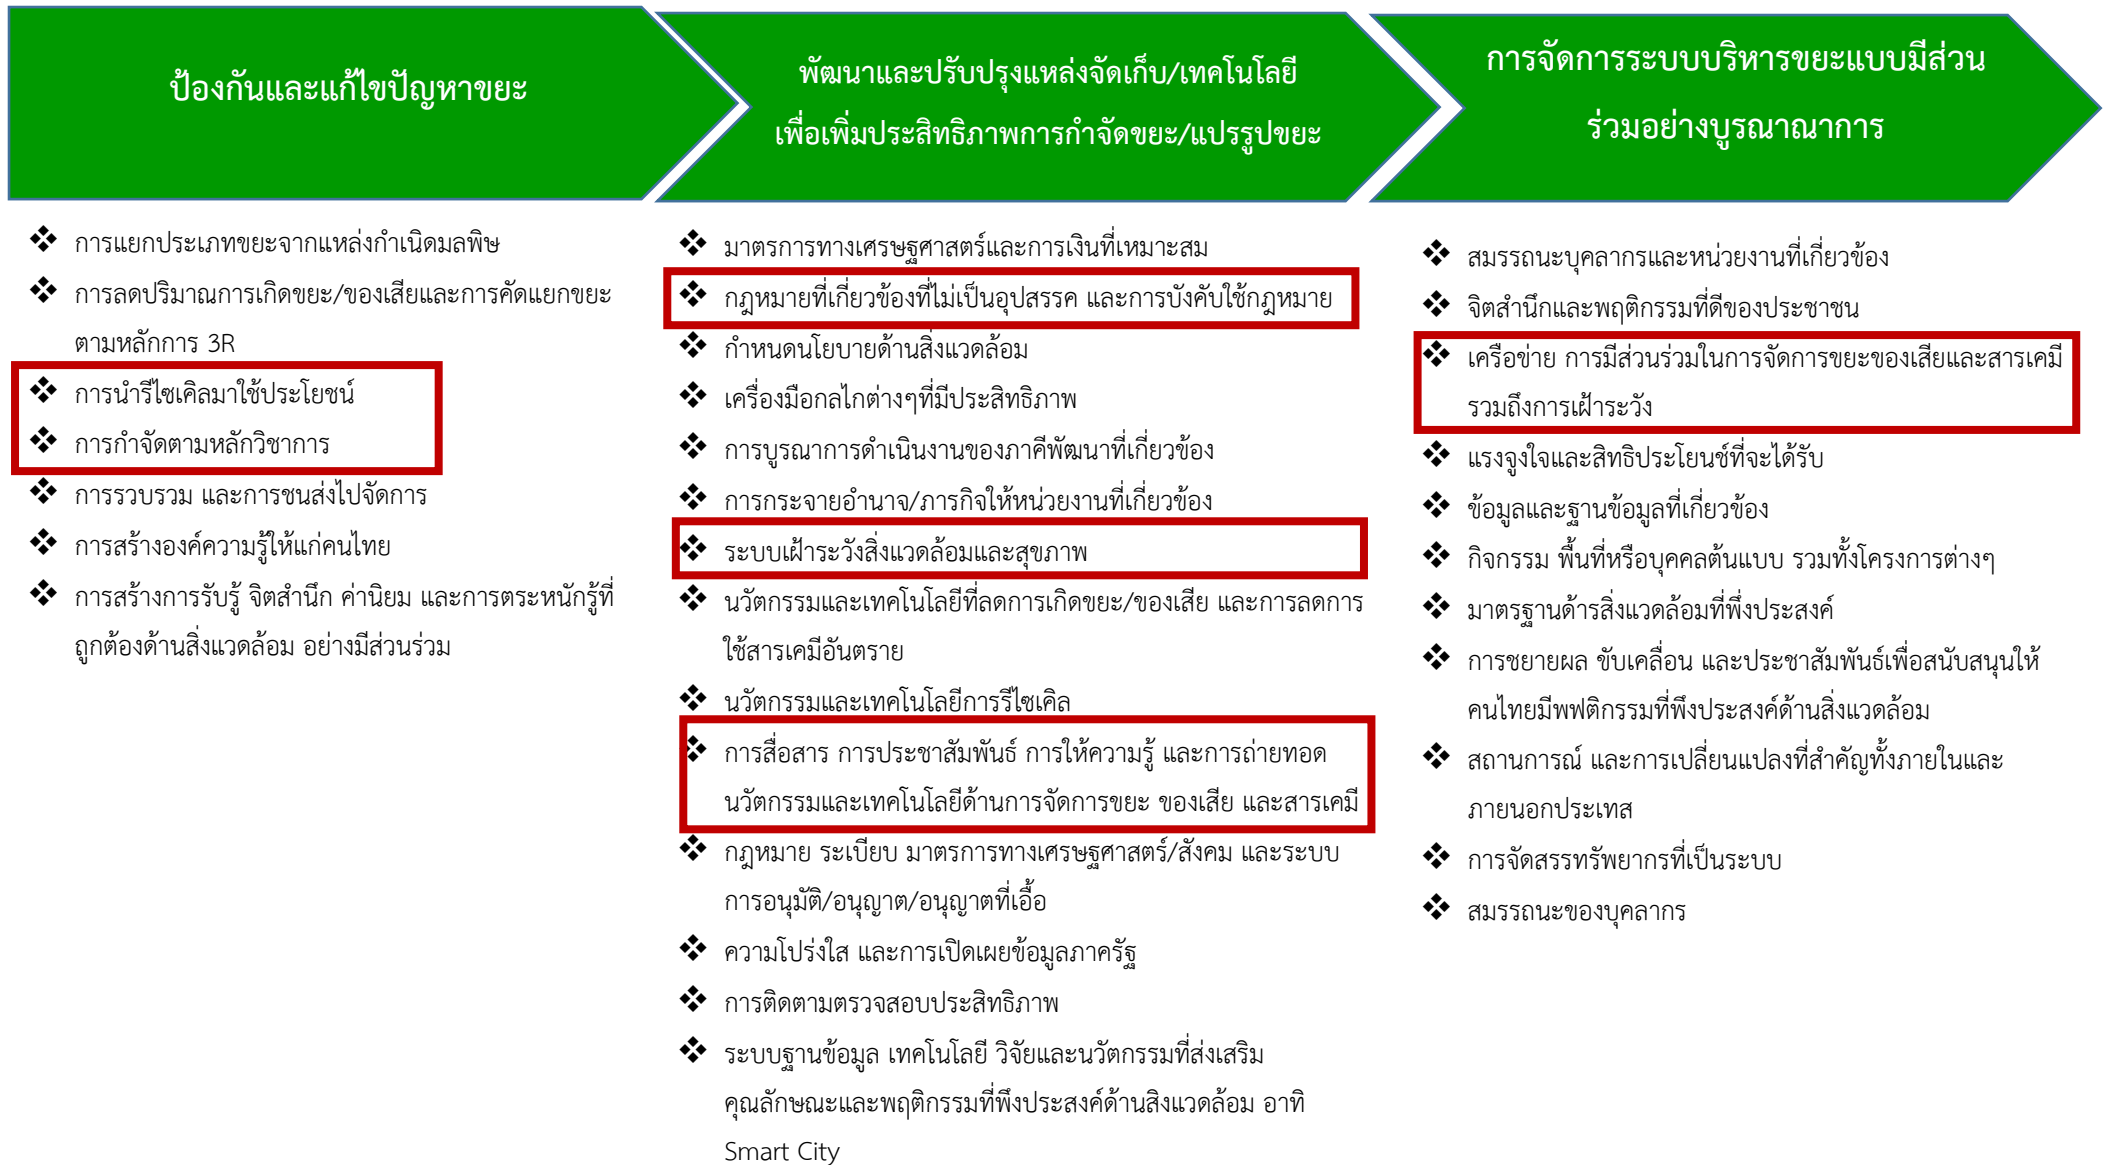 ป้องกันและแก้ไขปัญหาขยะ
พัฒนาและปรับปรุงแหล่งจัดเก็บ/เทคโนโลยี
เพื่อเพิ่มประสิทธิภาพการกำจัดขยะ/แปรรูปขยะ
การจัดการระบบบริหารขยะแบบมีส่วน
ร่วมอย่างบูรณาณาการ
❖ การแยกประเภทขยะจากแหล่งกำเนิดมลพิษ
❖ การลดปริมาณการเกิดขยะ/ของเสียและการคัดแยกขยะ
ตามหลักการ 3R
❖ การนำรีไซเคิลมาใช้ประโยชน์
❖ การกำจัดตามหลักวิชาการ
❖ การรวบรวม และการชนส่งไปจัดการ
❖ การสร้างองค์ความรู้ให้แก่คนไทย
❖ การสร้างการรับรู้ จิตสำนึก ค่านิยม และการตระหนักรู้ที่
ถูกต้องด้านสิ่งแวดล้อม อย่างมีส่วนร่วม
❖ มาตรการทางเศรษฐศาสตร์และการเงินที่เหมาะสม
❖ กฎหมายที่เกี่ยวข้องที่ไม่เป็นอุปสรรค และการบังคับใช้กฎหมาย
❖ กำหนดนโยบายด้านสิ่งแวดล้อม
❖ เครื่องมือกลไกต่างๆที่มีประสิทธิภาพ
❖ การบูรณาการดำเนินงานของภาคีพัฒนาที่เกี่ยวข้อง
❖ การกระจายอำนาจ/ภารกิจให้หน่วยงานที่เกี่ยวข้อง
❖ ระบบเฝ้าระวังสิ่งแวดล้อมและสุขภาพ
❖ นวัตกรรมและเทคโนโลยีที่ลดการเกิดขยะ/ของเสีย และการลดการ
ใช้สารเคมีอันตราย
❖ นวัตกรรมและเทคโนโลยีการรีไซเคิล
❖ การสื่อสาร การประชาสัมพันธ์ การให้ความรู้ และการถ่ายทอด
นวัตกรรมและเทคโนโลยีด้านการจัดการขยะ ของเสีย และสารเคมี
❖ กฎหมาย ระเบียบ มาตรการทางเศรษฐศาสตร์/สังคม และระบบ
การอนุมัติ/อนุญาต/อนุญาตที่เอื้อ
❖ ความโปร่งใส และการเปิดเผยข้อมูลภาครัฐ
❖ การติดตามตรวจสอบประสิทธิภาพ
❖ ระบบฐานข้อมูล เทคโนโลยี วิจัยและนวัตกรรมที่ส่งเสริม
คุณลักษณะและพฤติกรรมที่พึงประสงค์ด้านสิงแวดล้อม อาทิ
Smart City
❖ สมรรถนะบุคลากรและหน่วยงานที่เกี่ยวข้อง
❖ จิตสำนึกและพฤติกรรมที่ดีของประชาชน
❖ เครือข่าย การมีส่วนร่วมในการจัดการขยะของเสียและสารเคมี
รวมถึงการเฝ้าระวัง
❖ แรงจูงใจและสิทธิประโยนช์ที่จะได้รับ
❖ ข้อมูลและฐานข้อมูลที่เกี่ยวข้อง
❖ กิจกรรม พื้นที่หรือบุคคลต้นแบบ รวมทั้งโครงการต่างๆ
❖ มาตรฐานด้ารสิ่งแวดล้อมที่พึ่งประสงค์
❖ การชยายผล ขับเคลื่อน และประชาสัมพันธ์เพื่อสนับสนุนให้
คนไทยมีพฟติกรรมที่พึงประสงค์ด้านสิ่งแวดล้อม
❖ สถานการณ์ และการเปลี่ยนแปลงที่สำคัญทั้งภายในและ
ภายนอกประเทส
❖ การจัดสรรทรัพยากรที่เป็นระบบ
❖ สมรรถนะของบุคลากร